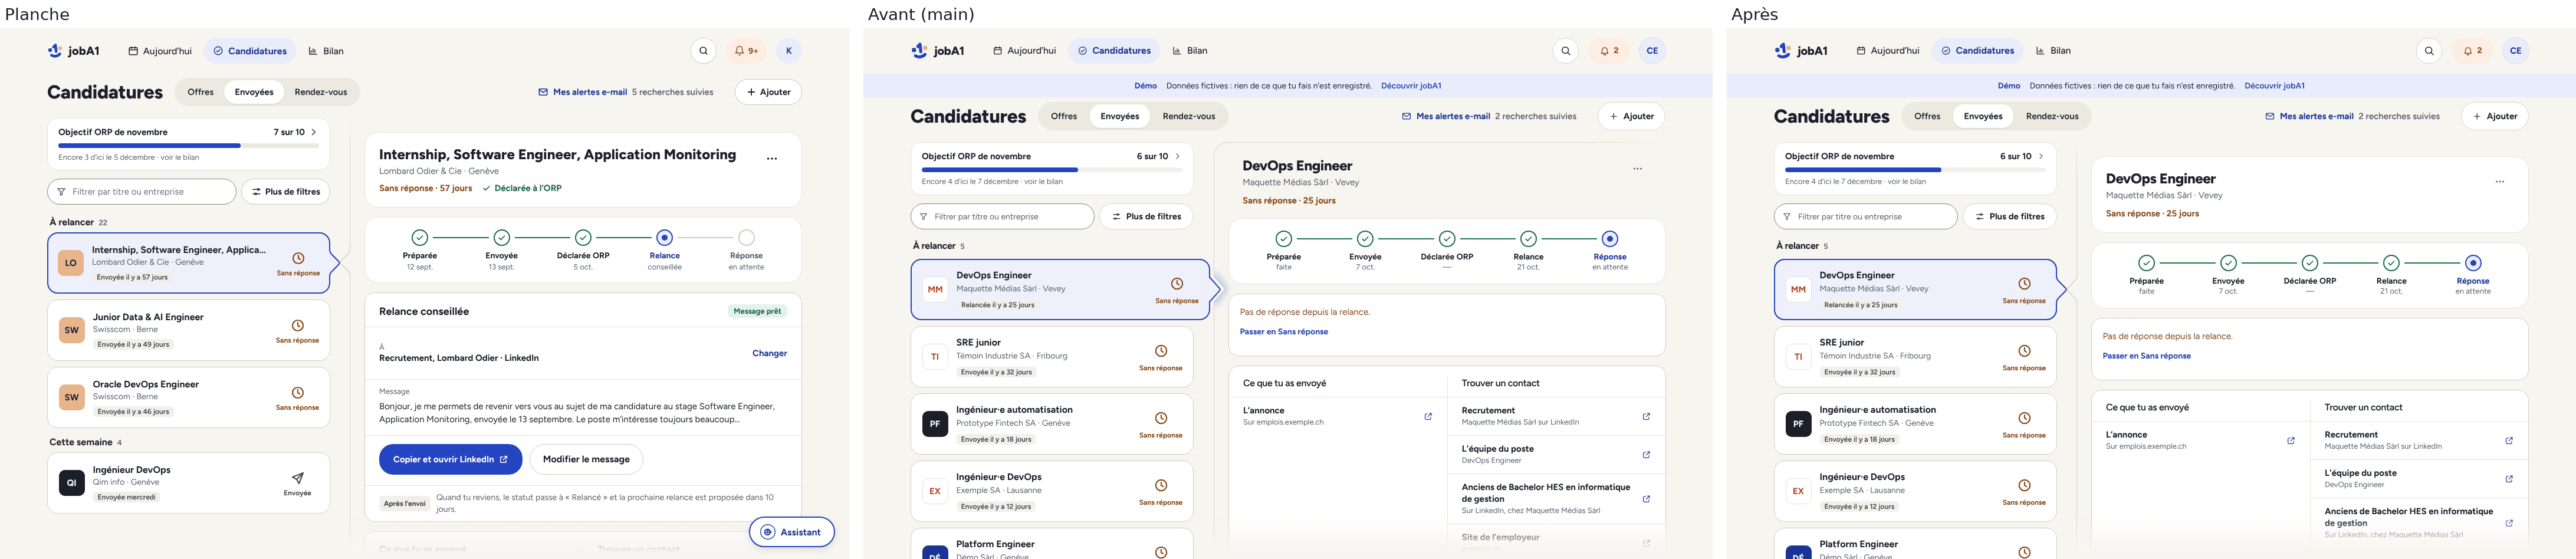 Planche
jobA1
Aujourd'hui
Candidatures
Bilan
9+
K
Candidatures
Offres
Envoyées
Rendez-vous
Mes alertes e-mail 5 recherches suivies
Ajouter
Objectif ORP de novembre
7 sur 10
Encore 3 d'ici le 5 décembre · voir le bilan
Filtrer par titre ou entreprise
Plus de filtres
À relancer 22
LO
Internship, Software Engineer, Applica...
Lombard Odier & Cie · Genève
Envoyée il y a 57 jours
Sans réponse
SW
Junior Data & AI Engineer
Swisscom · Berne
Envoyée il y a 49 jours
Sans réponse
SW
Oracle DevOps Engineer
Swisscom · Berne
Envoyée il y a 46 jours
Sans réponse
Cette semaine 4
QI
Ingénieur DevOps
Qim info · Genève
Envoyée mercredi
Envoyée
Internship, Software Engineer, Application Monitoring
Lombard Odier & Cie · Genève
Sans réponse · 57 jours
Déclarée à l'ORP
Préparée
12 sept.
Envoyée
13 sept.
Déclarée ORP
5 oct.
Relance
conseillée
Réponse
en attente
Relance conseillée
Message prêt
À
Recrutement, Lombard Odier · LinkedIn
Changer
Message
Bonjour, je me permets de revenir vers vous au sujet de ma candidature au stage Software Engineer,
Application Monitoring, envoyée le 13 septembre. Le poste m'intéresse toujours beaucoup...
Copier et ouvrir LinkedIn
Modifier le message
Après l'envoi
Quand tu reviens, le statut passe à « Relancé » et la prochaine relance est proposée dans 10
jours.
Ce que tu as envoyé
Trouver un contact
Assistant
Avant (main)
jobA1
Aujourd'hui
Candidatures
Bilan
2
CE
Démo Données fictives : rien de ce que tu fais n'est enregistré. Découvrir jobA1
Candidatures
Offres
Envoyées
Rendez-vous
Mes alertes e-mail 2 recherches suivies
Ajouter
Objectif ORP de novembre
6 sur 10
Encore 4 d'ici le 7 décembre · voir le bilan
Filtrer par titre ou entreprise
Plus de filtres
À relancer 5
MM
DevOps Engineer
Maquette Médias Sàrl · Vevey
Relancée il y a 25 jours
Sans réponse
TI
SRE junior
Témoin Industrie SA · Fribourg
Envoyée il y a 32 jours
Sans réponse
PF
Ingénieur·e automatisation
Prototype Fintech SA · Genève
Envoyée il y a 18 jours
Sans réponse
EX
Ingénieur·e DevOps
Exemple SA · Lausanne
Envoyée il y a 12 jours
Sans réponse
DÉ
Platform Engineer
Démo Sàrl · Genève
DevOps Engineer
Maquette Médias Sàrl · Vevey
Sans réponse · 25 jours
Préparée
faite
Envoyée
7 oct.
Déclarée ORP
—
Relance
21 oct.
Réponse
en attente
Pas de réponse depuis la relance.
Passer en Sans réponse
Ce que tu as envoyé
L'annonce
Sur emplois.exemple.ch
Trouver un contact
Recrutement
Maquette Médias Sàrl sur LinkedIn
L'équipe du poste
DevOps Engineer
Anciens de Bachelor HES en informatique
de gestion
Sur LinkedIn, chez Maquette Médias Sàrl
Site de l'employeur
Après
jobA1
Aujourd'hui
Candidatures
Bilan
2
CE
Démo Données fictives : rien de ce que tu fais n'est enregistré. Découvrir jobA1
Candidatures
Offres
Envoyées
Rendez-vous
Mes alertes e-mail 2 recherches suivies
Ajouter
Objectif ORP de novembre
6 sur 10
Encore 4 d'ici le 7 décembre · voir le bilan
Filtrer par titre ou entreprise
Plus de filtres
À relancer 5
MM
DevOps Engineer
Maquette Médias Sàrl · Vevey
Relancée il y a 25 jours
Sans réponse
TI
SRE junior
Témoin Industrie SA · Fribourg
Envoyée il y a 32 jours
Sans réponse
PF
Ingénieur·e automatisation
Prototype Fintech SA · Genève
Envoyée il y a 18 jours
Sans réponse
EX
Ingénieur·e DevOps
Exemple SA · Lausanne
Envoyée il y a 12 jours
Sans réponse
DÉ
Platform Engineer
Démo Sàrl · Genève
DevOps Engineer
Maquette Médias Sàrl · Vevey
Sans réponse · 25 jours
Préparée
faite
Envoyée
7 oct.
Déclarée ORP
—
Relance
21 oct.
Réponse
en attente
Pas de réponse depuis la relance.
Passer en Sans réponse
Ce que tu as envoyé
L'annonce
Sur emplois.exemple.ch
Trouver un contact
Recrutement
Maquette Médias Sàrl sur LinkedIn
L'équipe du poste
DevOps Engineer
Anciens de Bachelor HES en informatique
de gestion
Sur LinkedIn, chez Maquette Médias Sàrl